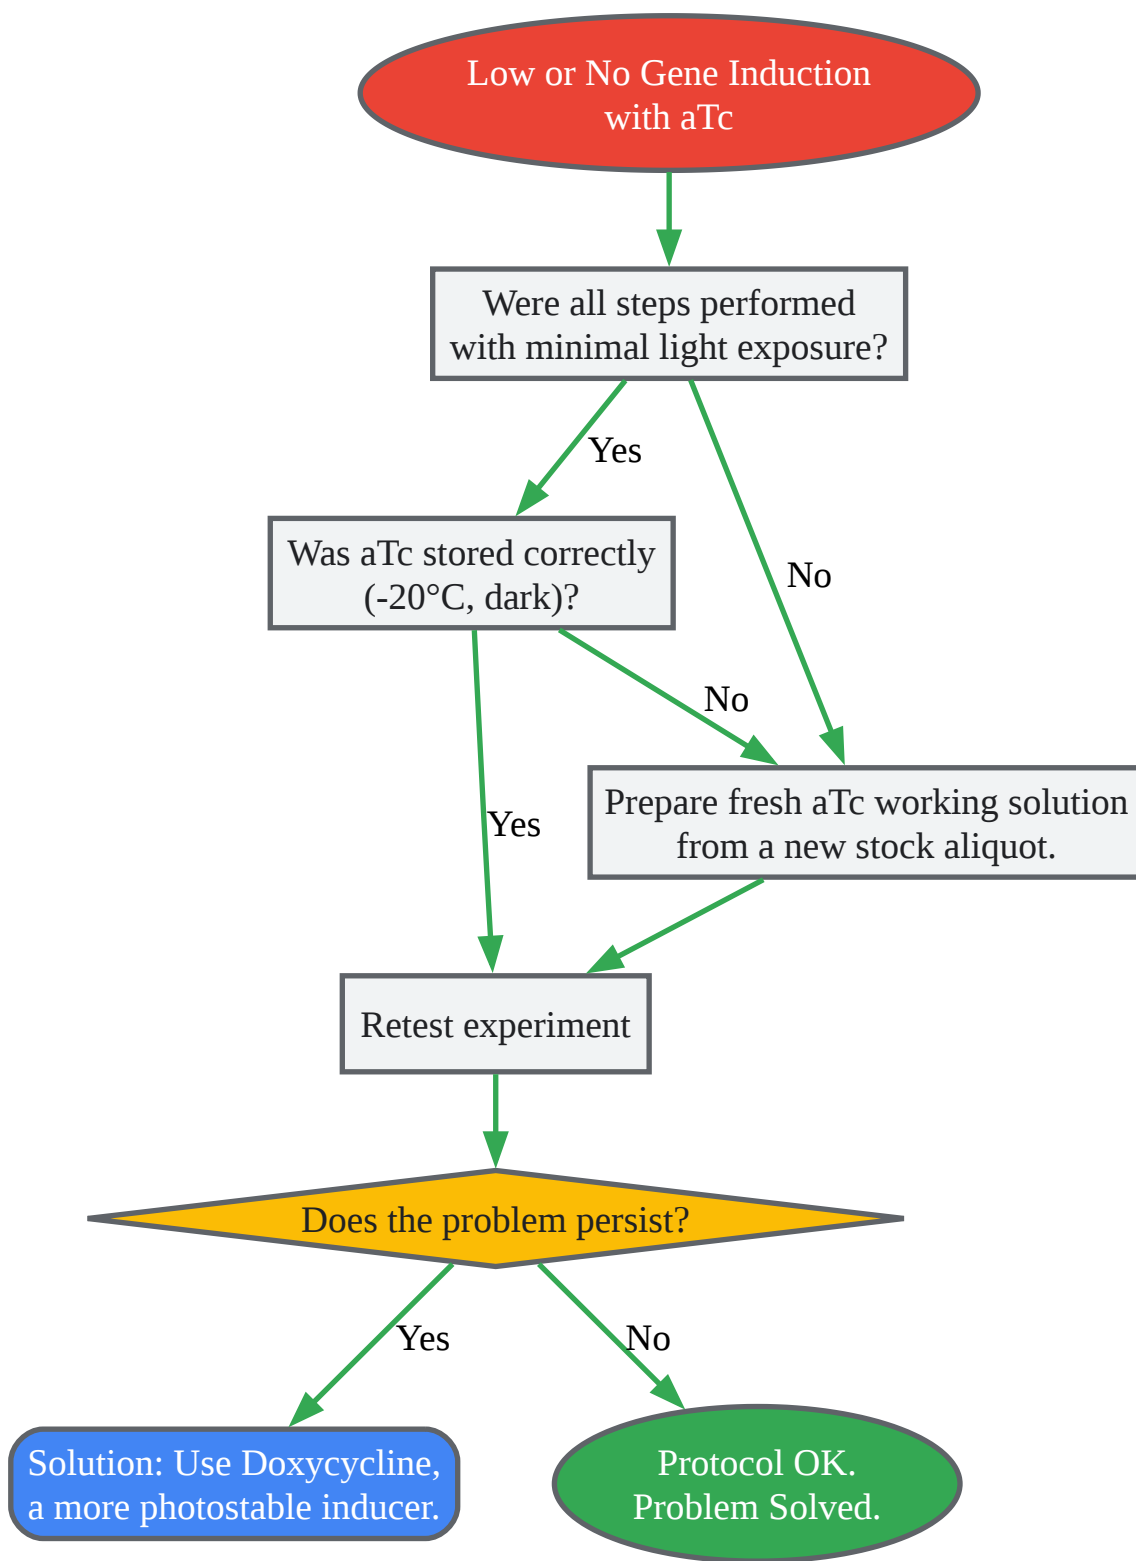 Low or No Gene Induction
with aTc
Were all steps performed
with minimal light exposure?
Yes
Was aTc stored correctly
(-20°C, dark)?
No
No
Yes
Prepare fresh aTc working solution
from a new stock aliquot.
Retest experiment
Does the problem persist?
Yes
No
Solution: Use Doxycycline,
a more photostable inducer.
Protocol OK.
Problem Solved.